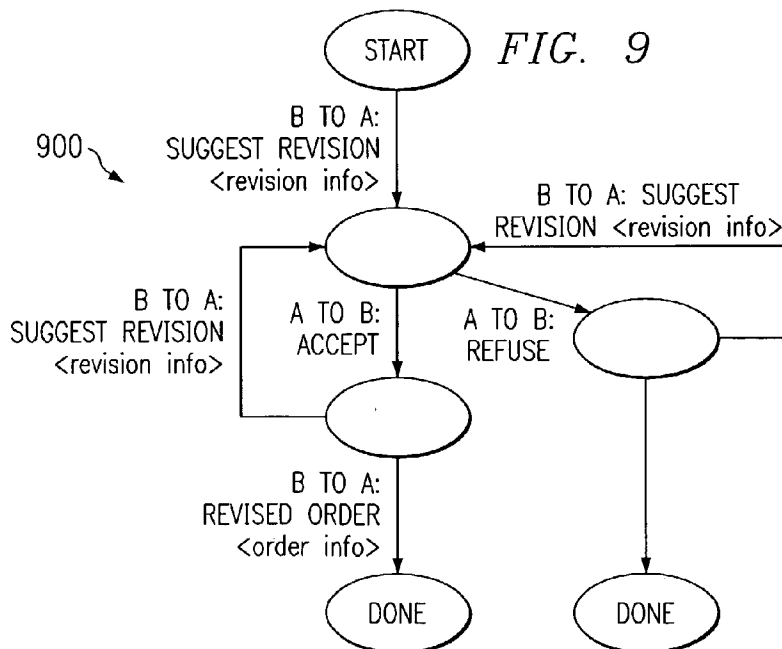 START
FIG. 9
B TO A:
SUGGEST REVISION
<revision info>
900
B TO A: SUGGEST
REVISION <revision info>
B TO A:
SUGGEST REVISION
<revision info>
A TO B:
ACCEPT
A TO B:
REFUSE
B TO A:
REVISED ORDER
<order info>
DONE
DONE